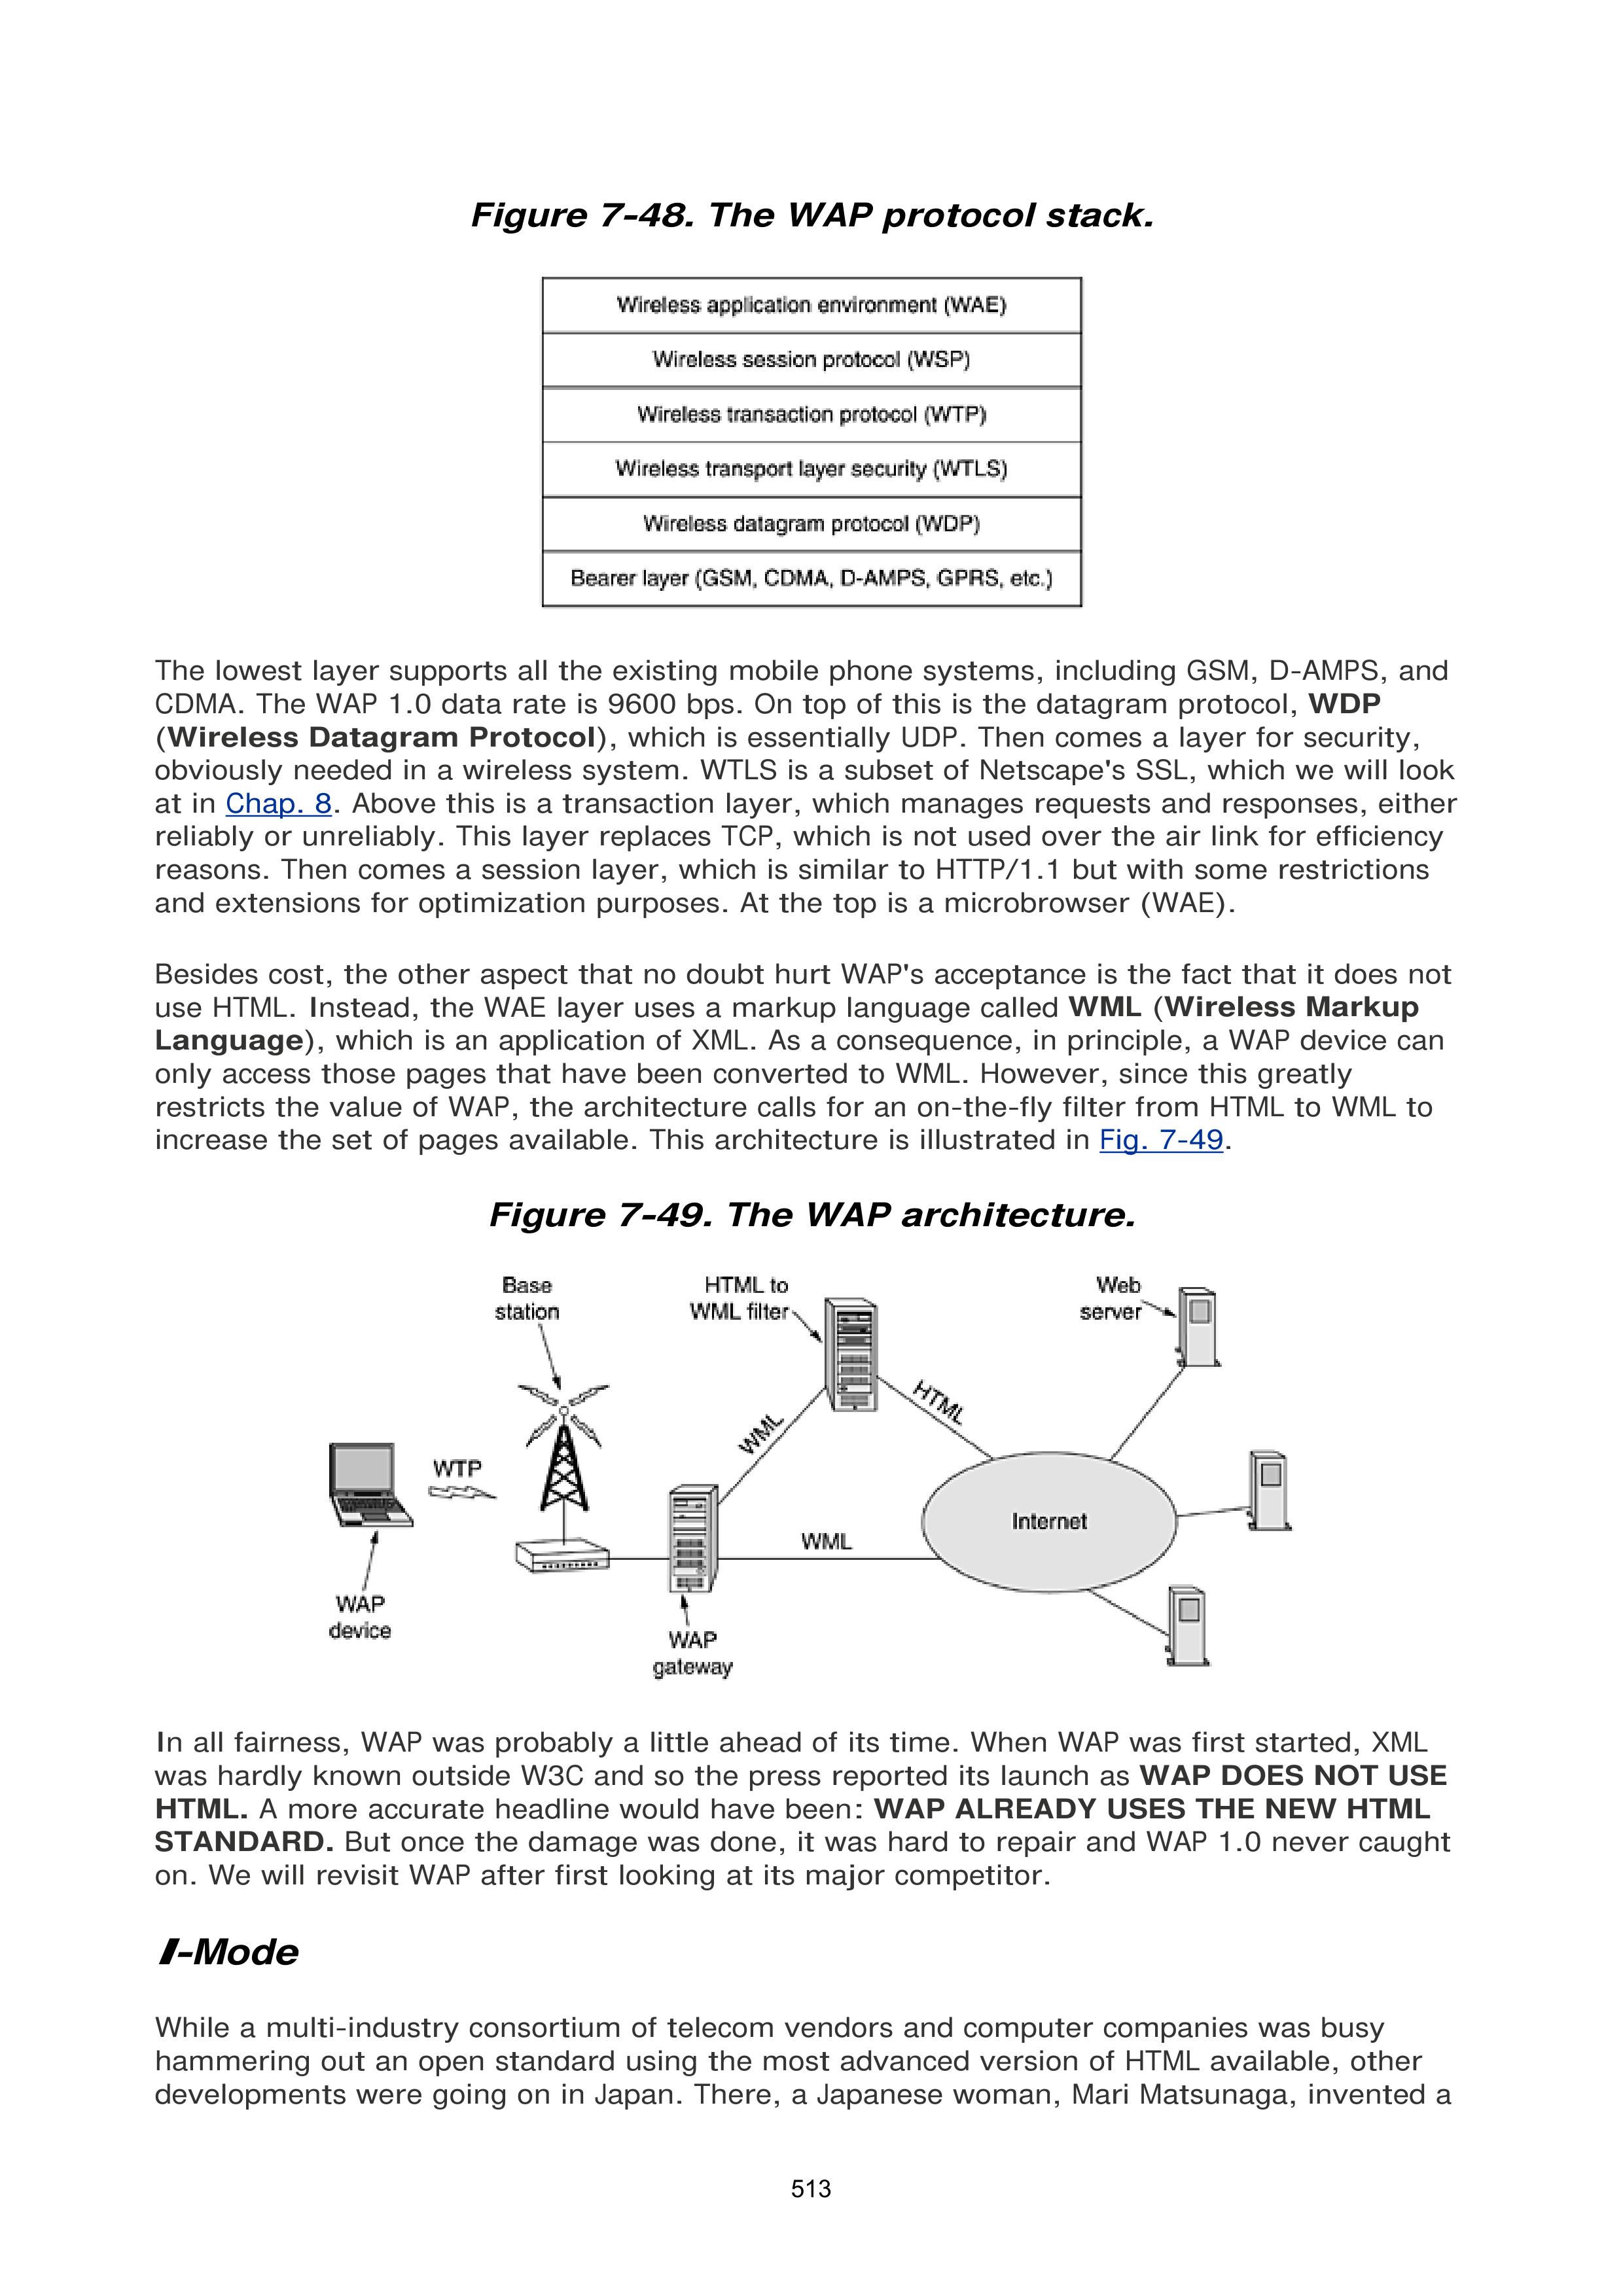 Figure 7-48. The WAP protocol stack.
Wireless application environment (WAE)
Wireless session protocol (WSP)
Wireless transaction protocol (WTP)
Wireless transport layer security (WTLS)
Wireless datagram protocol (WDP)
Bearer layer (GSM, CDMA, D-AMPS, GPRS, etc.)
The lowest layer supports all the existing mobile phone systems, including GSM, D-AMPS, and
CDMA. The WAP 1.0 data rate is 9600 bps. On top of this is the datagram protocol, WDP
(Wireless Datagram Protocol), which is essentially UDP. Then comes a layer for security,
obviously needed in a wireless system. WTLS is a subset of Netscape's SSL, which we will look
at in Chap. 8. Above this is a transaction layer, which manages requests and responses, either
reliably or unreliably. This layer replaces TCP, which is not used over the air link for efficiency
reasons. Then comes a session layer, which is similar to HTTP/1.1 but with some restrictions
and extensions for optimization purposes. At the top is a microbrowser (WAE).
Besides cost, the other aspect that no doubt hurt WAP's acceptance is the fact that it does not
use HTML. Instead, the WAE layer uses a markup language called WML (Wireless Markup
Language), which is an application of XML. As a consequence, in principle, a WAP device can
only access those pages that have been converted to WML. However, since this greatly
restricts the value of WAP, the architecture calls for an on-the-fly filter from HTML to WML to
increase the set of pages available. This architecture is illustrated in Fig. 7-49.
Figure 7-49. The WAP architecture.
Base
station
HTML to
WML filter
Web
server
HTML
WML
WTP
Internet
WML
WAP
device
WAP
gateway
In all fairness, WAP was probably a little ahead of its time. When WAP was first started, XML
was hardly known outside W3C and so the press reported its launch as WAP DOES NOT USE
HTML. A more accurate headline would have been: WAP ALREADY USES THE NEW HTML
STANDARD. But once the damage was done, it was hard to repair and WAP 1.0 never caught
on. We will revisit WAP after first looking at its major competitor.
I-Mode
While a multi-industry consortium of telecom vendors and computer companies was busy
hammering out an open standard using the most advanced version of HTML available, other
developments were going on in Japan. There, a Japanese woman, Mari Matsunaga, invented a
513